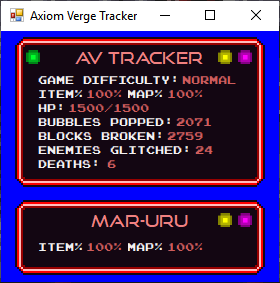 Axiom Verge Tracker
AV TRACKER
GAME DIFFICULTY: NORMAL
ITEM% 100% MAP% 100%
HP: 1500/1500
BUBBLES POPPED: 2071
BLOCKS BROKEN: 2759
ENEMIES GLITCHED: 24
DEATHS: 6
MAR-URU
ITEM% 100% MAP% 100%